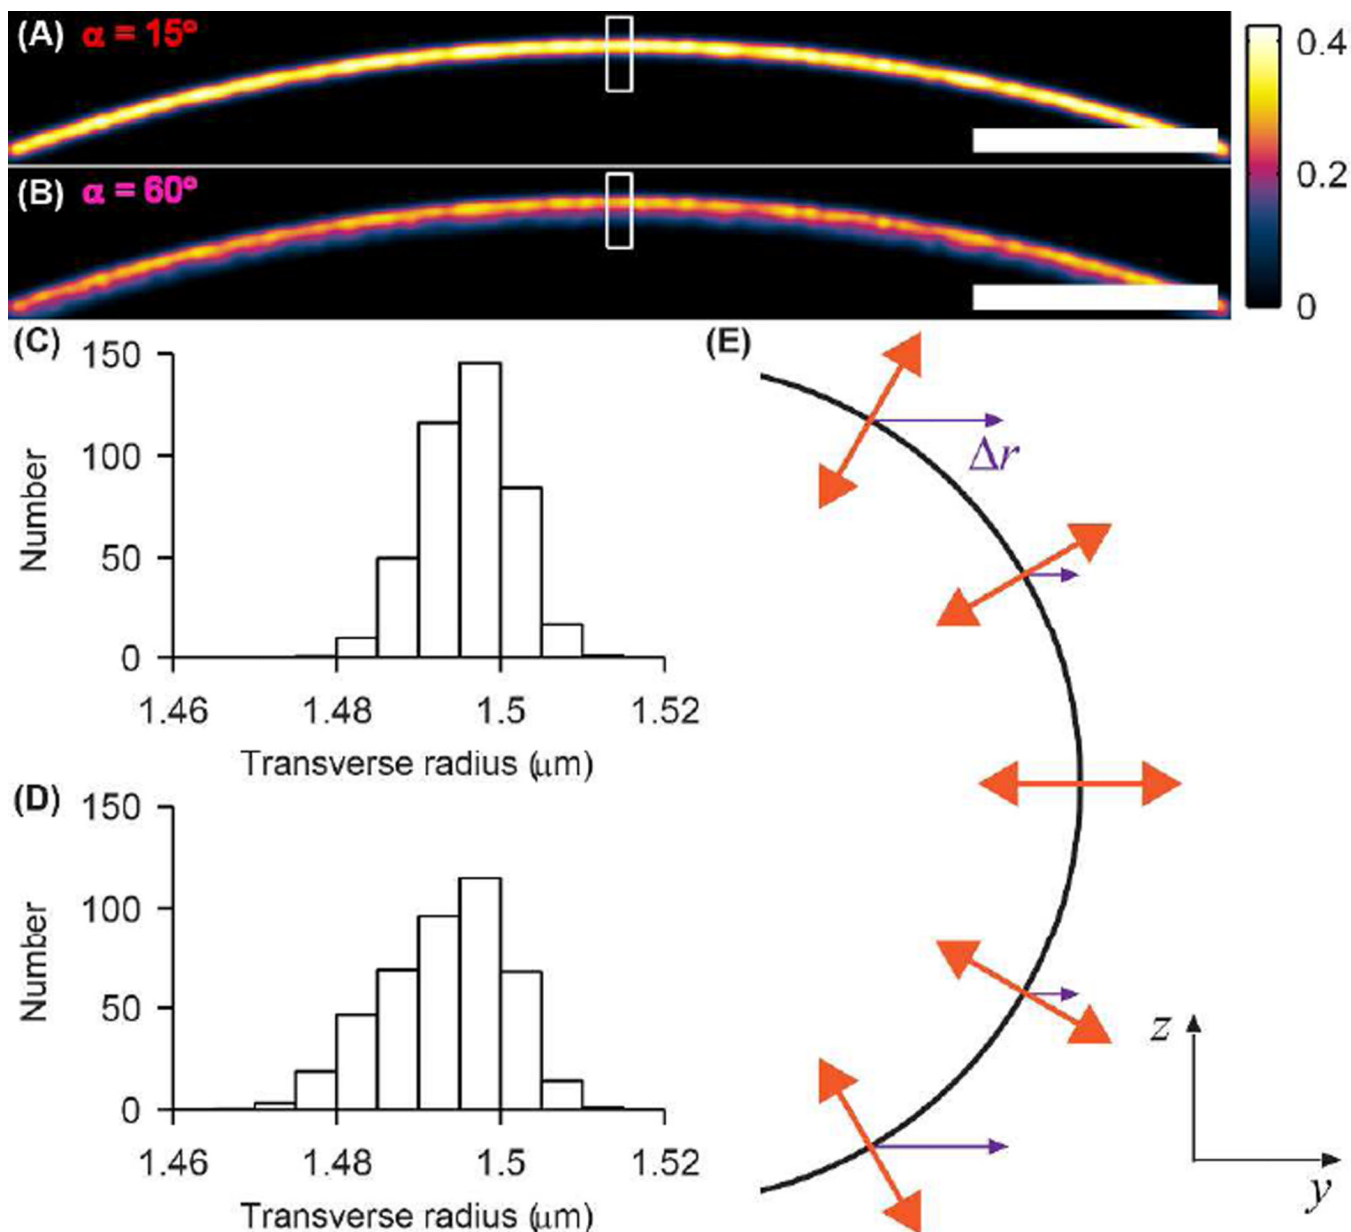 (A) α = 15º
0.4
(B) α = 60º
0.2
0
(C)
150
100
50
0
Number
1.46 1.48 1.5 1.52
Transverse radius (μm)
(D)
150
100
50
0
Number
1.46 1.48 1.5 1.52
Transverse radius (μm)
(E)
Δr
z
y